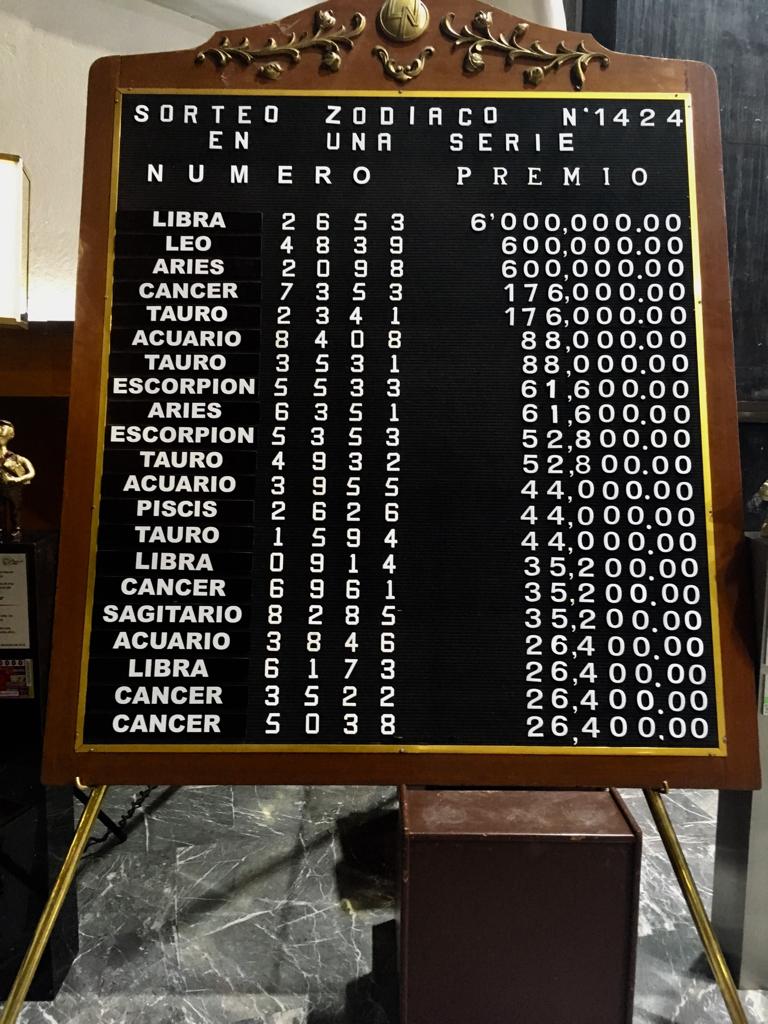 LN
SORTEO ZODIACO Nº1424
EN UNA SERIE
NUMERO PREMIO
LIBRA 2653 6'000,000.00
LEO 4839 600,000.00
ARIES 2098 600,000.00
CANCER 7353 176,000.00
TAURO 2341 176,000.00
ACUARIO 8408 88,000.00
TAURO 3531 88,000.00
ESCORPION 5533 61,600.00
ARIES 6351 61,600.00
ESCORPION 5353 52,800.00
TAURO 4932 52,800.00
ACUARIO 3955 44,000.00
PISCIS 2626 44,000.00
TAURO 1594 44,000.00
LIBRA 0914 35,200.00
CANCER 6961 35,200.00
SAGITARIO 8285 35,200.00
ACUARIO 3846 26,400.00
LIBRA 6173 26,400.00
CANCER 3522 26,400.00
CANCER 5038 26,400.00